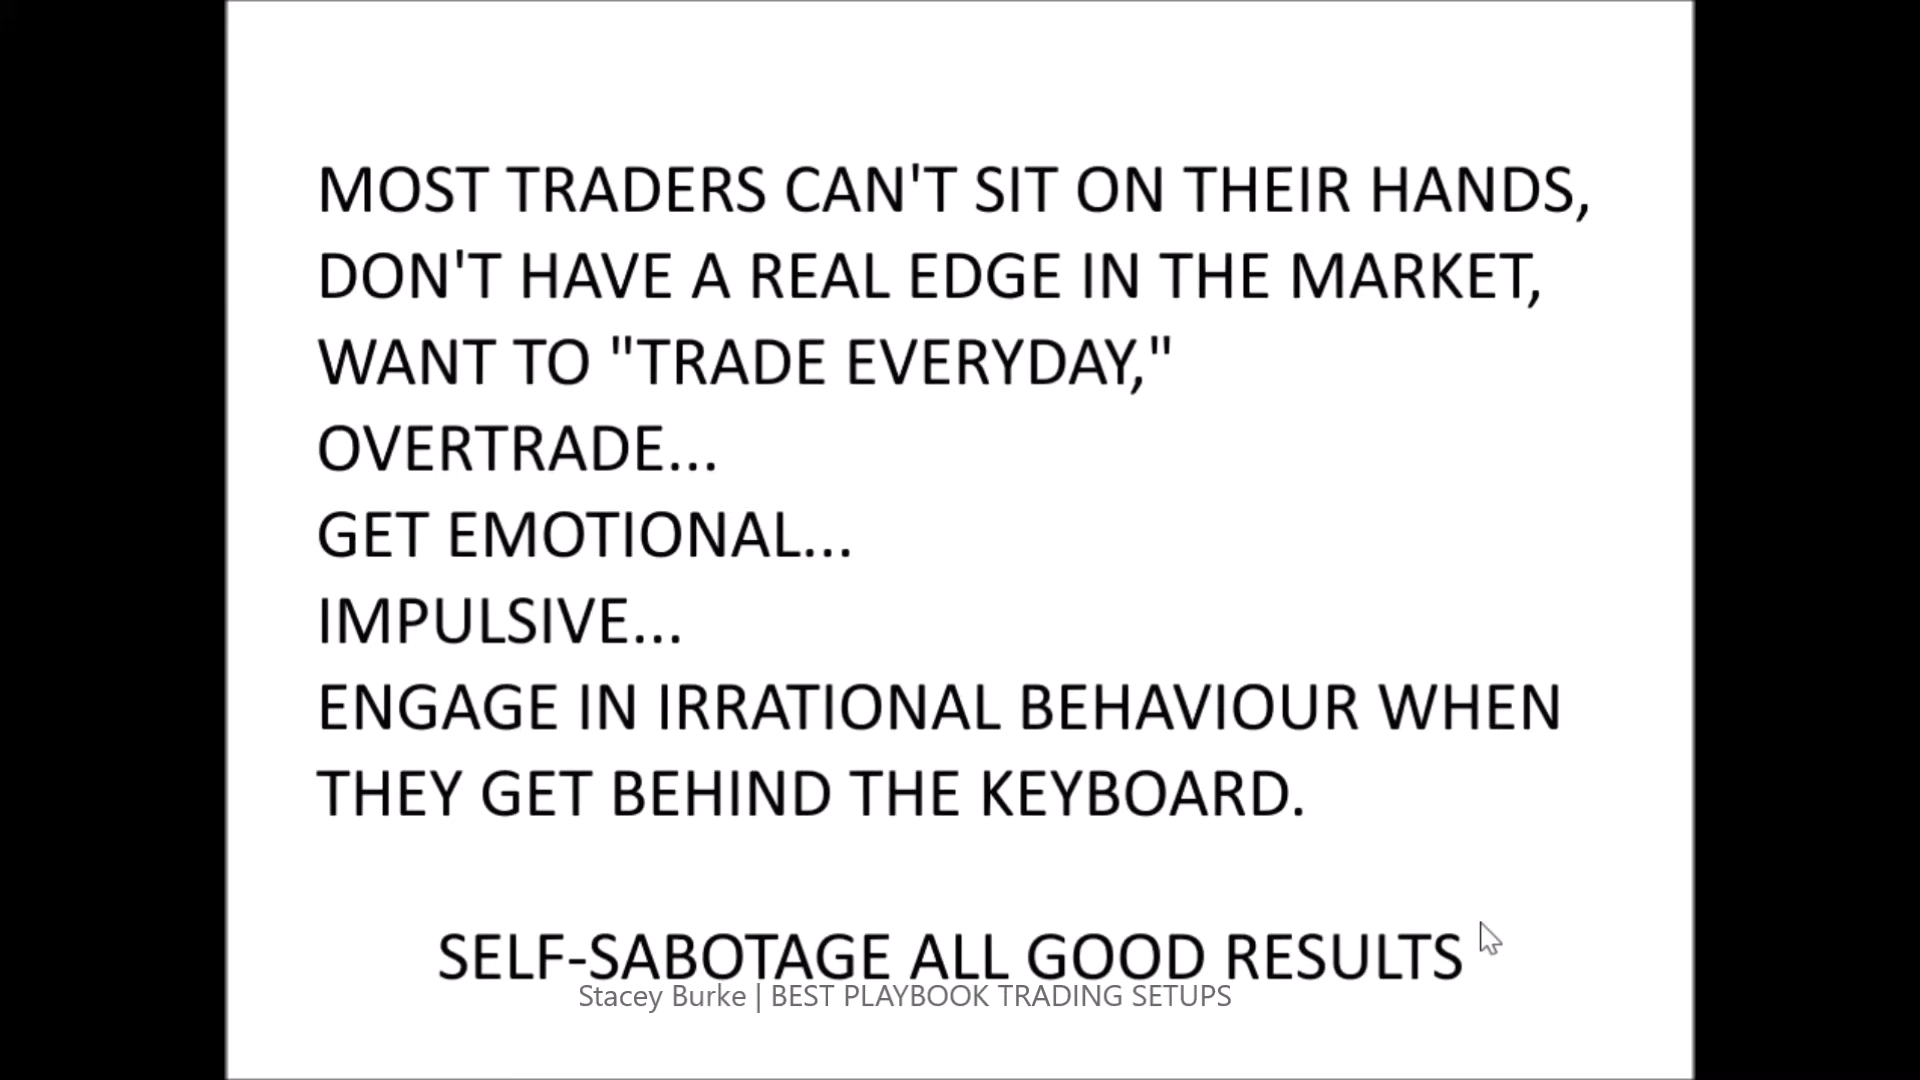 MOST TRADERS CAN'T SIT ON THEIR HANDS,
DON'T HAVE A REAL EDGE IN THE MARKET,
WANT TO "TRADE EVERYDAY,"
OVERTRADE...
GET EMOTIONAL...
IMPULSIVE...
ENGAGE IN IRRATIONAL BEHAVIOUR WHEN
THEY GET BEHIND THE KEYBOARD.
SELF-SABOTAGE ALL GOOD RESULTS
Stacey Burke | BEST PLAYBOOK TRADING SETUPS